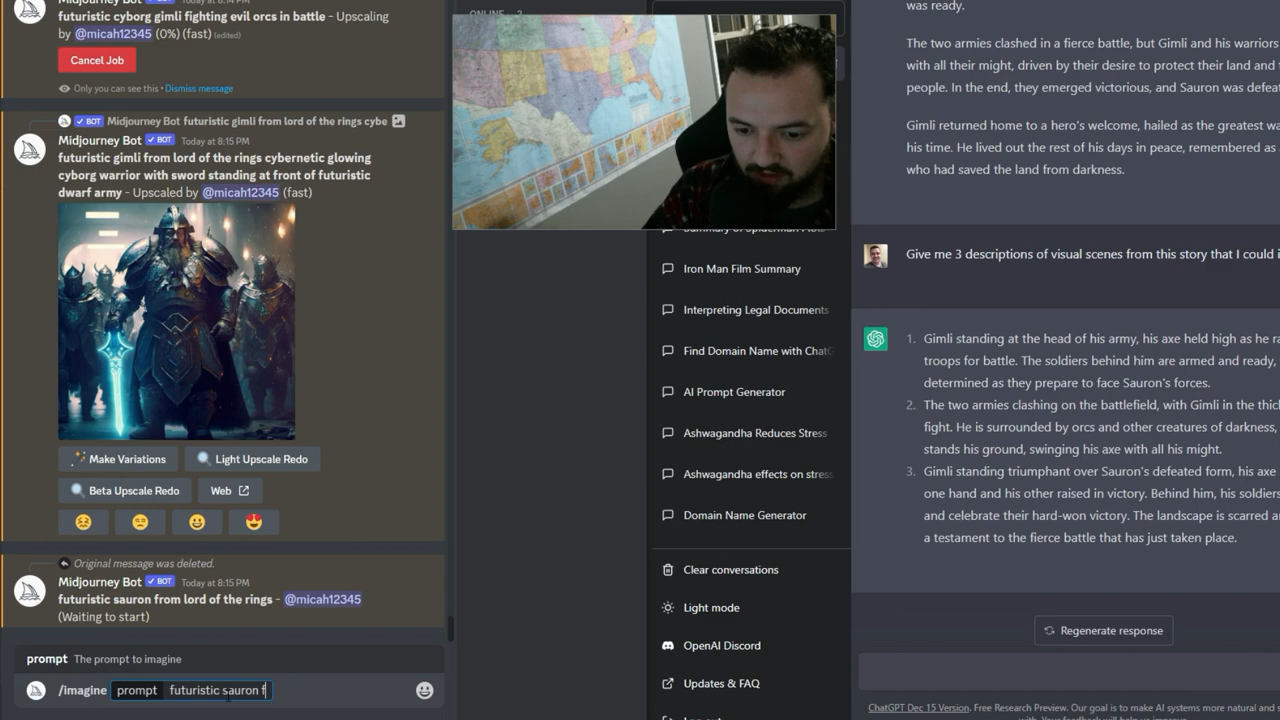 Midjourney Bot BOT Today at 8:14 PM
futuristic cyborg gimli fighting evil orcs in battle - Upscaling
by @micah12345 (0%) (fast) (edited)
Cancel Job
Only you can see this • Dismiss message
BOT Midjourney Bot futuristic gimli from lord of the rings cybe
Midjourney Bot BOT Today at 8:15 PM
futuristic gimli from lord of the rings cybernetic glowing
cyborg warrior with sword standing at front of futuristic
dwarf army - Upscaled by @micah12345 (fast)
Make Variations
Light Upscale Redo
Beta Upscale Redo
Web
Original message was deleted.
Midjourney Bot BOT Today at 8:15 PM
futuristic sauron from lord of the rings - @micah12345
(Waiting to start)
prompt The prompt to imagine
/imagine prompt futuristic sauron f
ONLINE - 2
Iron Man Film Summary
Interpreting Legal Documents
Find Domain Name with ChatG
AI Prompt Generator
Ashwagandha Reduces Stress
Ashwagandha effects on stress
Domain Name Generator
Clear conversations
Light mode
OpenAI Discord
Updates & FAQ
was ready.
The two armies clashed in a fierce battle, but Gimli and his warriors
with all their might, driven by their desire to protect their land and
people. In the end, they emerged victorious, and Sauron was defea
Gimli returned home to a hero's welcome, hailed as the greatest wa
his time. He lived out the rest of his days in peace, remembered as
who had saved the land from darkness.
Give me 3 descriptions of visual scenes from this story that I could i
1. Gimli standing at the head of his army, his axe held high as he ra
troops for battle. The soldiers behind him are armed and ready,
determined as they prepare to face Sauron's forces.
2. The two armies clashing on the battlefield, with Gimli in the thic
fight. He is surrounded by orcs and other creatures of darkness,
stands his ground, swinging his axe with all his might.
3. Gimli standing triumphant over Sauron's defeated form, his axe
one hand and his other raised in victory. Behind him, his soldiers
and celebrate their hard-won victory. The landscape is scarred a
a testament to the fierce battle that has just taken place.
Regenerate response
ChatGPT Dec 15 Version. Free Research Preview. Our goal is to make AI systems more natural and s